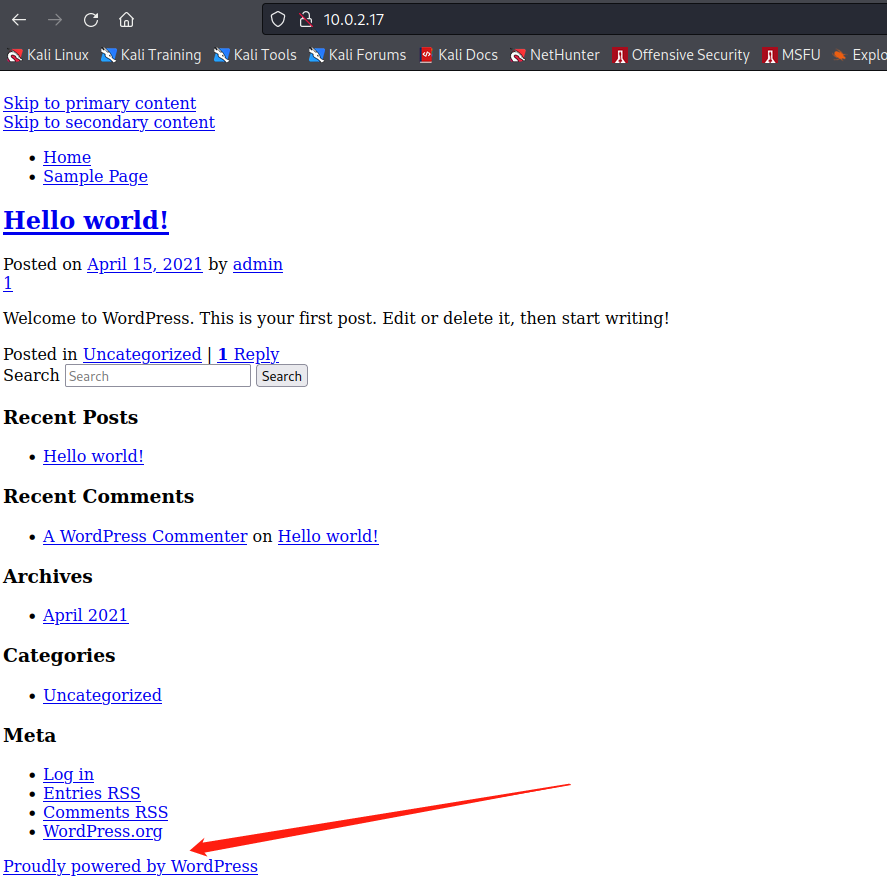 10.0.2.17
Kali Linux Kali Training Kali Tools Kali Forums Kali Docs NetHunter Offensive Security MSFU Explo
Skip to primary content
Skip to secondary content
Home
Sample Page
Hello world!
Posted on April 15, 2021 by admin
1
Welcome to WordPress. This is your first post. Edit or delete it, then start writing!
Posted in Uncategorized | 1 Reply
Search Search Search
Recent Posts
Hello world!
Recent Comments
A WordPress Commenter on Hello world!
Archives
April 2021
Categories
Uncategorized
Meta
Log in
Entries RSS
Comments RSS
WordPress.org
Proudly powered by WordPress